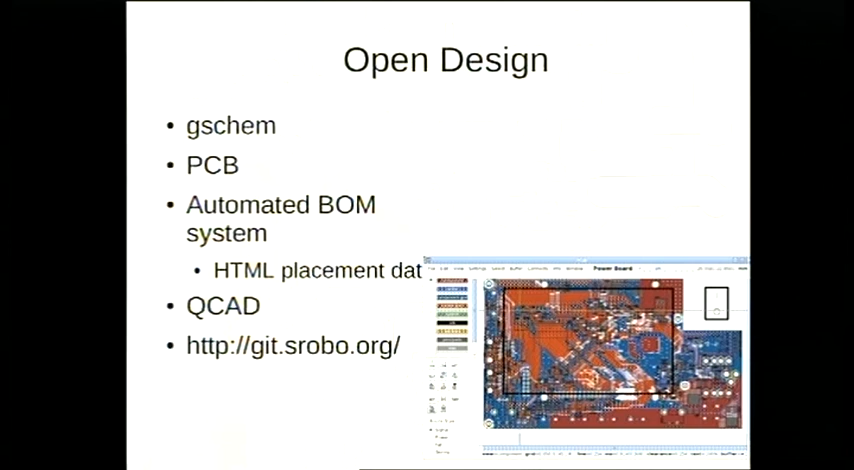 Open Design
• gschem
• PCB
• Automated BOM
system
• HTML placement dat
• QCAD
• http://git.srobo.org/
Power Board